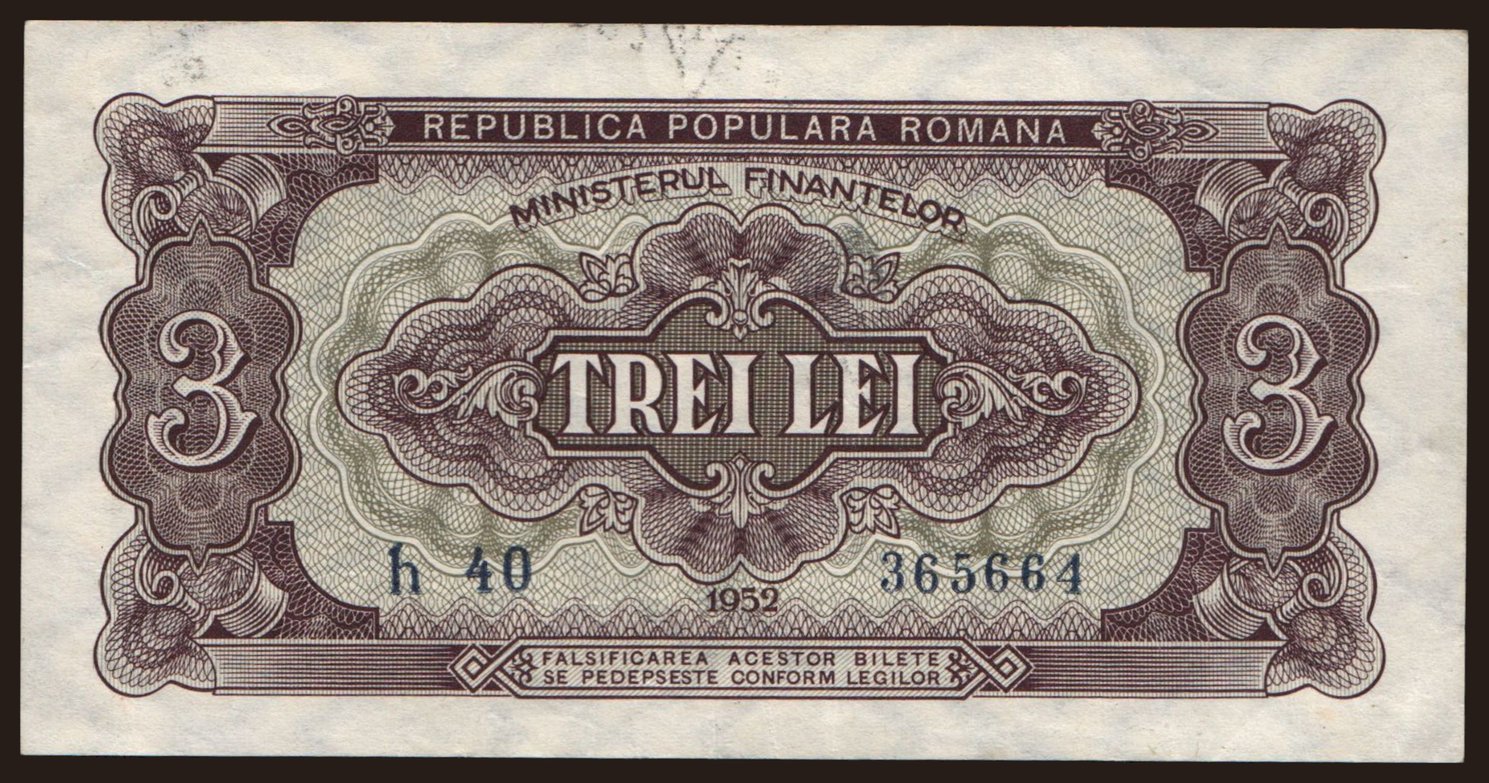 REPUBLICA POPULARA ROMANA
MINISTERUL FINANTELOR
3 TREI LEI 3
h 40 365664
1952
FALSIFICAREA ACESTOR BILETE
SE PEDEPSESTE CONFORM LEGILOR